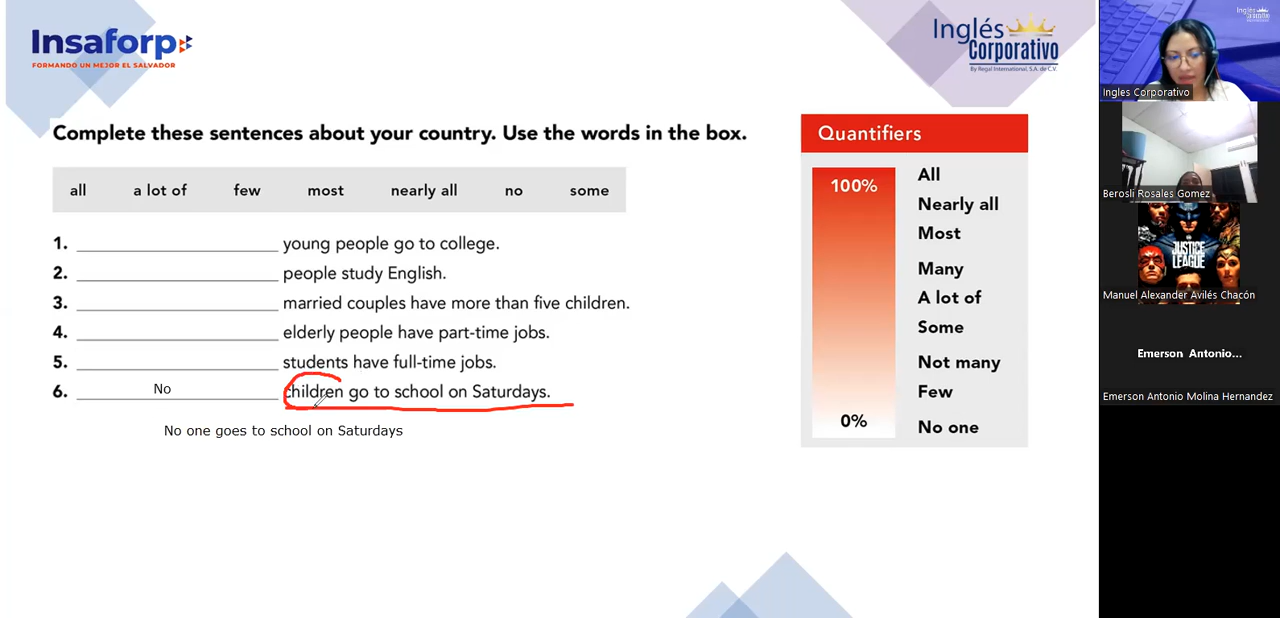 Insaforp
FORMANDO UN MEJOR EL SALVADOR
Inglés
Corporativo
By Regal International, S.A. de C.V.
Complete these sentences about your country. Use the words in the box.
all a lot of few most nearly all no some
1. young people go to college.
2. people study English.
3. married couples have more than five children.
4. elderly people have part-time jobs.
5. students have full-time jobs.
6. No children go to school on Saturdays.
No one goes to school on Saturdays
Quantifiers
100%
0%
All
Nearly all
Most
Many
A lot of
Some
Not many
Few
No one
Inglés
Ingles Corporativo
Berosli Rosales Gomez
JUSTICE
LEAGUE
Manuel Alexander Avilés Chacón
Emerson Antonio...
Emerson Antonio Molina Hernandez